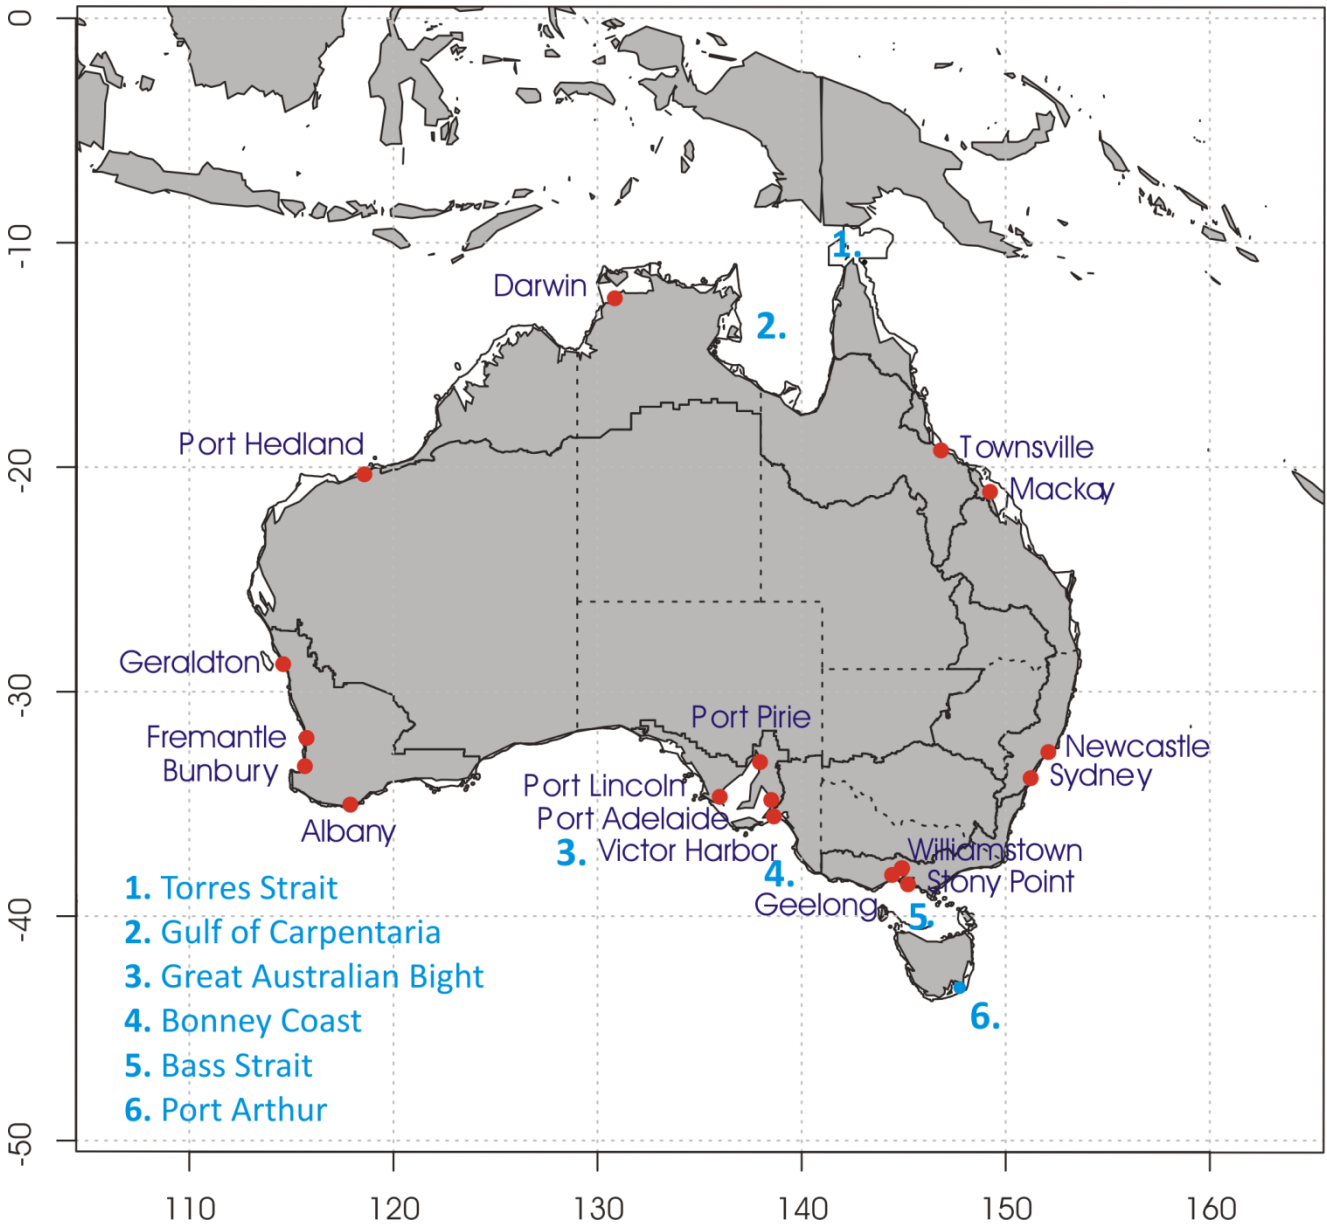 0
-10
-20
-30
-40
-50
1.
Darwin
2.
Port Hedland
Townsville
Mackay
Geraldton
Port Pirie
Fremantle
Newcastle
Bunbury
Sydney
Port Lincoln
Port Adelaide
Albany
3. Victor Harbor
Williamstown
4.
Stony Point
Geelong
5.
1. Torres Strait
2. Gulf of Carpentaria
3. Great Australian Bight
4. Bonney Coast
6.
5. Bass Strait
6. Port Arthur
110 120 130 140 150 160